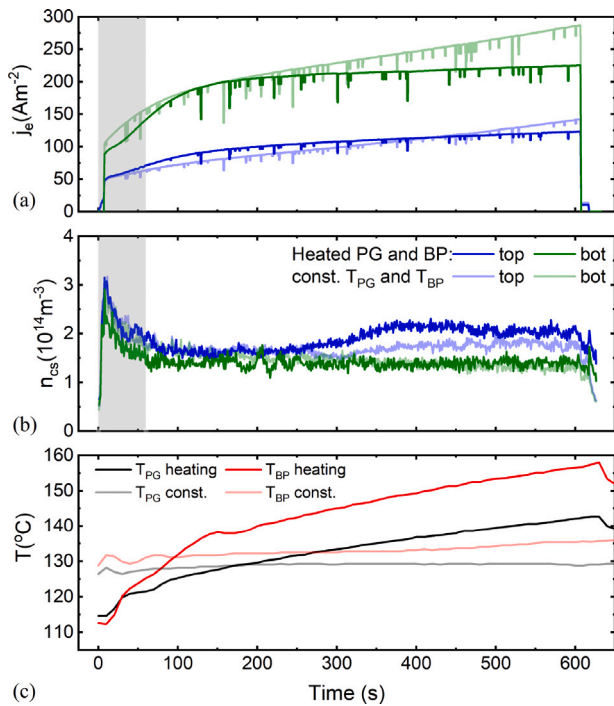 300
250
200
150
100
50
0
j_e(Am⁻²)
(a)
4
3
2
1
0
n_cs(10¹⁴m⁻³)
Heated PG and BP: top bot
const. T_PG and T_BP top bot
(b)
160
150
140
130
120
110
T(°C)
T_PG heating T_BP heating
T_PG const. T_BP const.
0 100 200 300 400 500 600
(c)
Time (s)